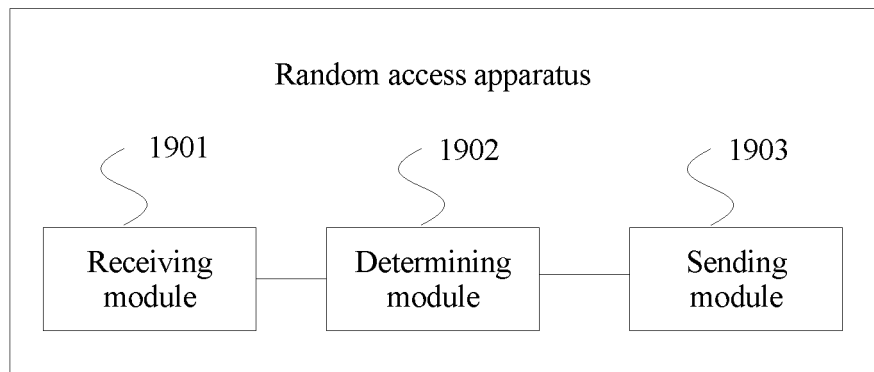 Random access apparatus
1901
1902
1903
Receiving
module
Determining
module
Sending
module